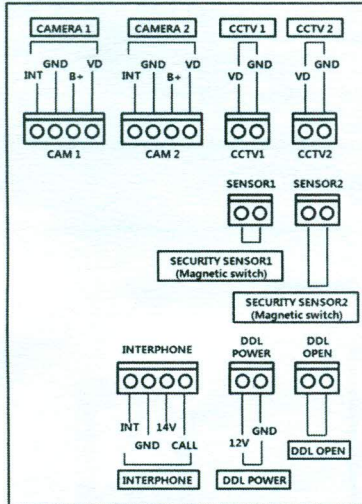 CAMERA 1 CAMERA 2 CCTV 1 CCTV 2
GND VD GND VD GND GND
INT B+ INT B+ VD VD
CAM 1 CAM 2 CCTV1 CCTV2
SENSOR1 SENSOR2
SECURITY SENSOR1
(Magnetic switch)
SECURITY SENSOR2
(Magnetic switch)
INTERPHONE DDL POWER DDL OPEN
INT 14V GND
GND CALL 12V
DDL OPEN
INTERPHONE DDL POWER